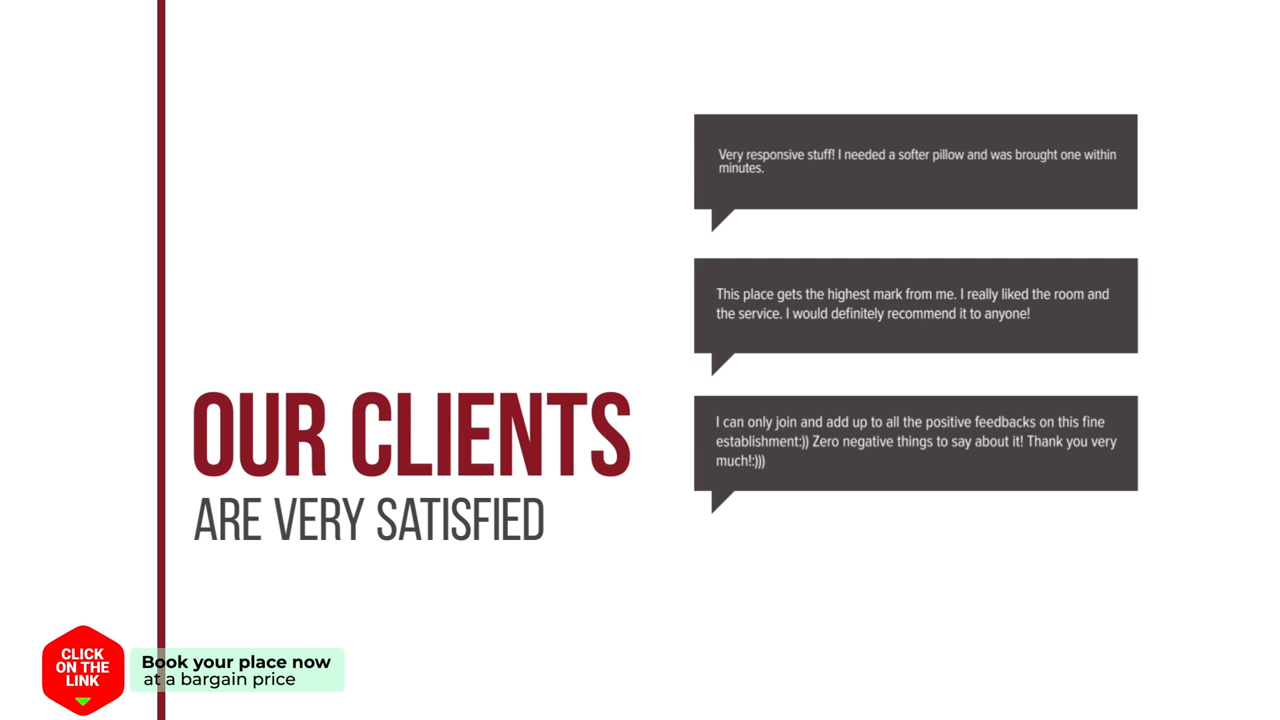 Very responsive stuff! I needed a softer pillow and was brought one within
minutes.
This place gets the highest mark from me. I really liked the room and
the service. I would definitely recommend it to anyone!
I can only join and add up to all the positive feedbacks on this fine
establishment:)) Zero negative things to say about it! Thank you very
much!:)))
OUR CLIENTS
ARE VERY SATISFIED
CLICK
ON THE
LINK
Book your place now
at a bargain price